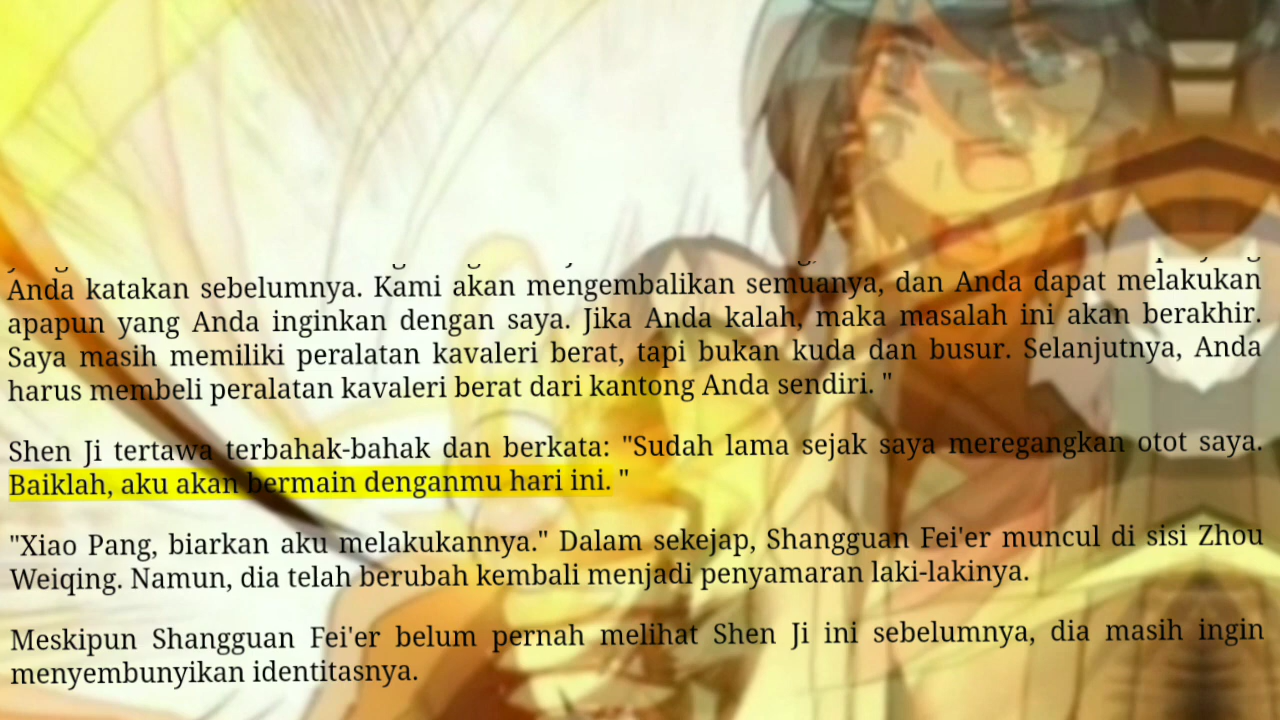 Anda katakan sebelumnya. Kami akan mengembalikan semuanya, dan Anda dapat melakukan
apapun yang Anda inginkan dengan saya. Jika Anda kalah, maka masalah ini akan berakhir.
Saya masih memiliki peralatan kavaleri berat, tapi bukan kuda dan busur. Selanjutnya, Anda
harus membeli peralatan kavaleri berat dari kantong Anda sendiri. "
Shen Ji tertawa terbahak-bahak dan berkata: "Sudah lama sejak saya meregangkan otot saya.
Baiklah, aku akan bermain denganmu hari ini. "
"Xiao Pang, biarkan aku melakukannya." Dalam sekejap, Shangguan Fei'er muncul di sisi Zhou
Weiqing. Namun, dia telah berubah kembali menjadi penyamaran laki-lakinya.
Meskipun Shangguan Fei'er belum pernah melihat Shen Ji ini sebelumnya, dia masih ingin
menyembunyikan identitasnya.